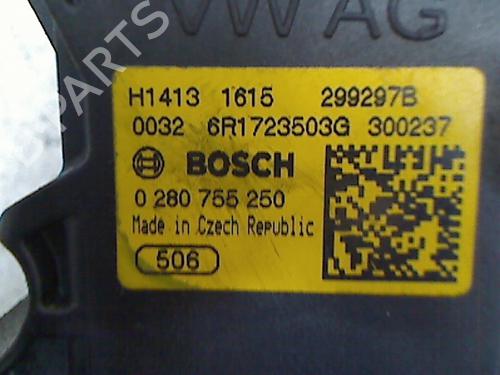 VW AG
H1413 1615 299297B
0032 6R1723503G 300237
BOSCH
0 280 755 250
Made in Czech Republic
506